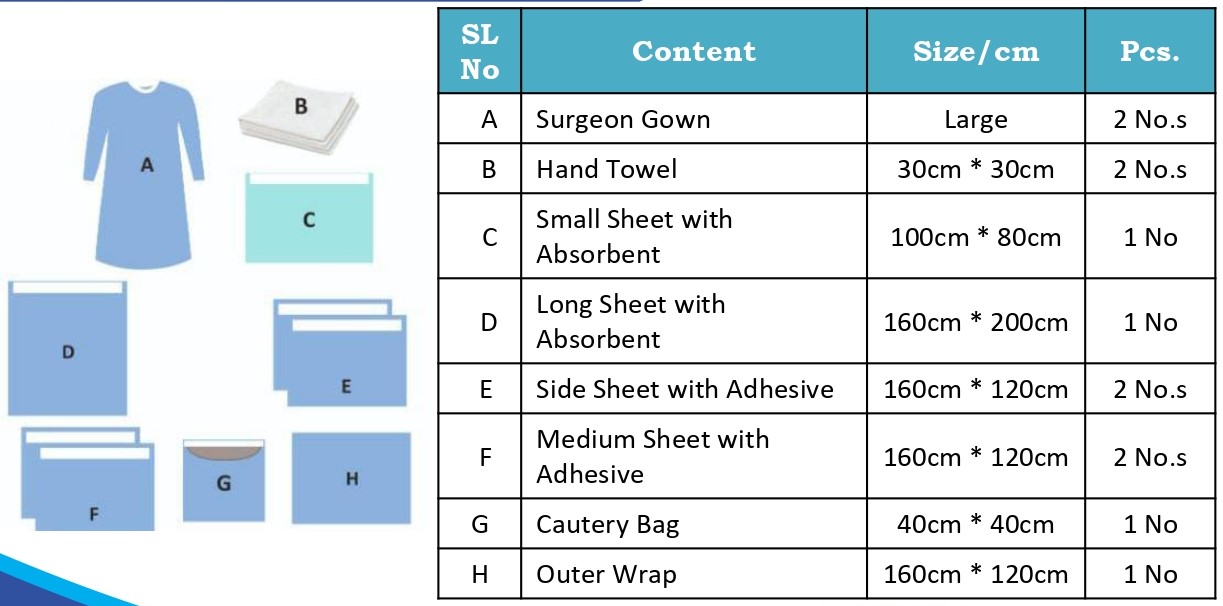 A
B
C
D
E
F
G
H
SL No Content Size/cm Pcs.
A Surgeon Gown Large 2 No.s
B Hand Towel 30cm * 30cm 2 No.s
C Small Sheet with Absorbent 100cm * 80cm 1 No
D Long Sheet with Absorbent 160cm * 200cm 1 No
E Side Sheet with Adhesive 160cm * 120cm 2 No.s
F Medium Sheet with Adhesive 160cm * 120cm 2 No.s
G Cautery Bag 40cm * 40cm 1 No
H Outer Wrap 160cm * 120cm 1 No